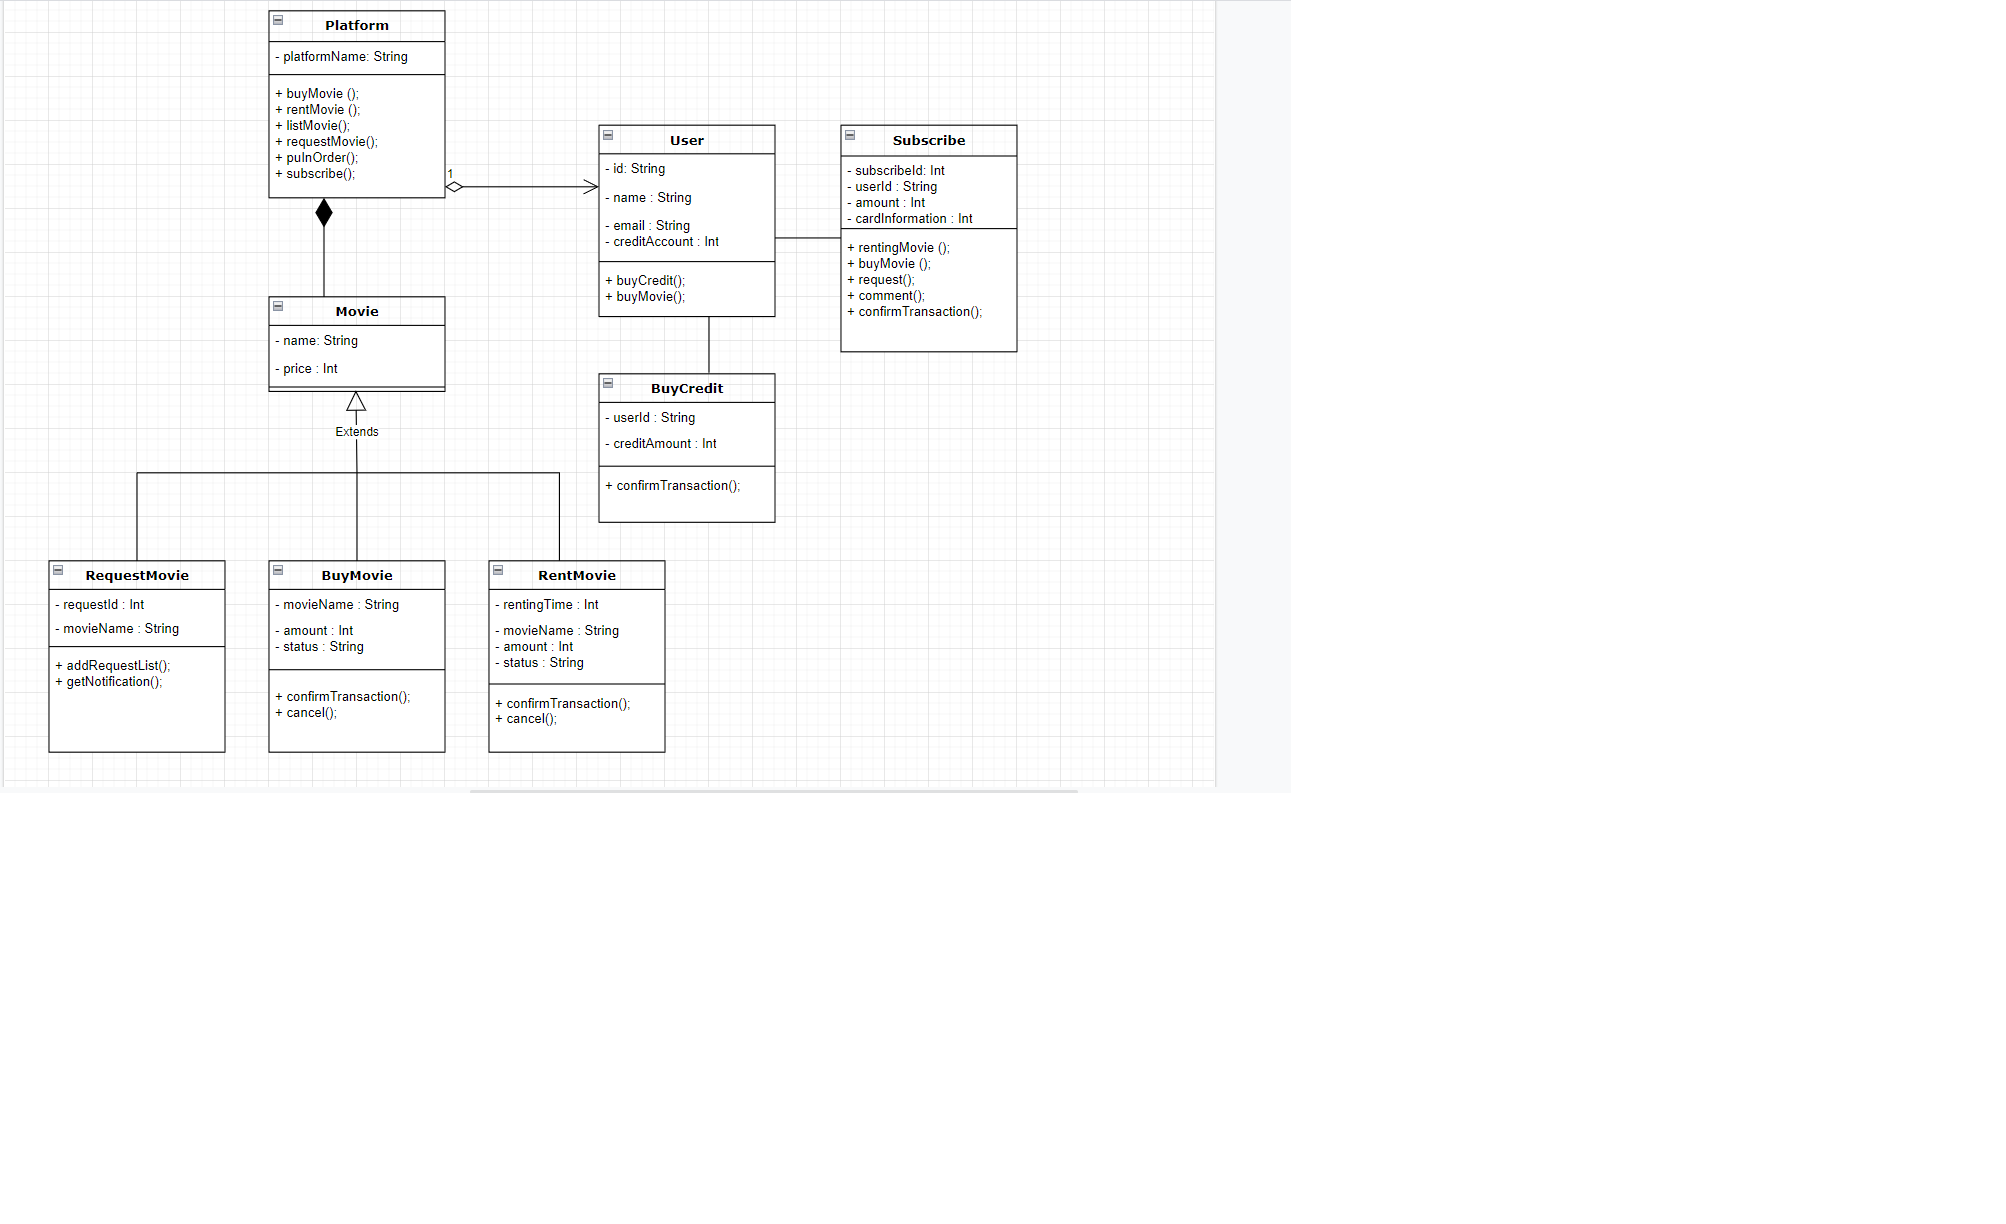 Platform
- platformName: String
+ buyMovie ();
+ rentMovie ();
+ listMovie();
+ requestMovie();
+ pulnOrder();
+ subscribe();
1
User
- id: String
- name : String
- email : String
- creditAccount : Int
+ buyCredit();
+ buyMovie();
Subscribe
- subscribeId: Int
- userId : String
- amount : Int
- cardInformation : Int
+ rentingMovie ();
+ buyMovie ();
+ request();
+ comment();
+ confirmTransaction();
Movie
- name: String
- price : Int
Extends
BuyCredit
- userId : String
- creditAmount : Int
+ confirmTransaction();
RequestMovie
- requestId : Int
- movieName : String
+ addRequestList();
+ getNotification();
BuyMovie
- movieName : String
- amount : Int
- status : String
+ confirmTransaction();
+ cancel();
RentMovie
- rentingTime : Int
- movieName : String
- amount : Int
- status : String
+ confirmTransaction();
+ cancel();